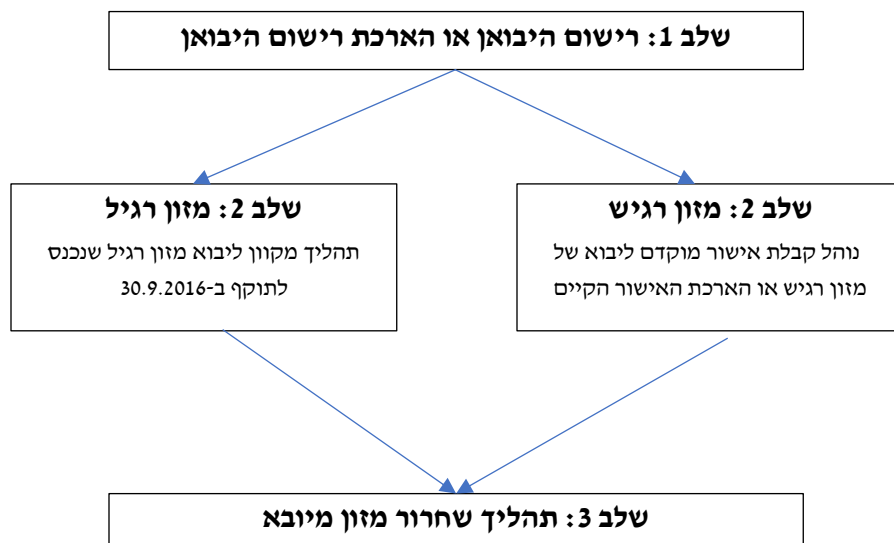 שלב 1: רישום היבואן או הארכת רישום היבואן
שלב 2: מזון רגיש
נוהל קבלת אישור מוקדם ליבוא של
מזון רגיש או הארכת האישור הקיים
שלב 2: מזון רגיל
תהליך מקוון ליבוא מזון רגיל שנכנס
לתוקף ב-30.9.2016
שלב 3: תהליך שחרור מזון מיובא